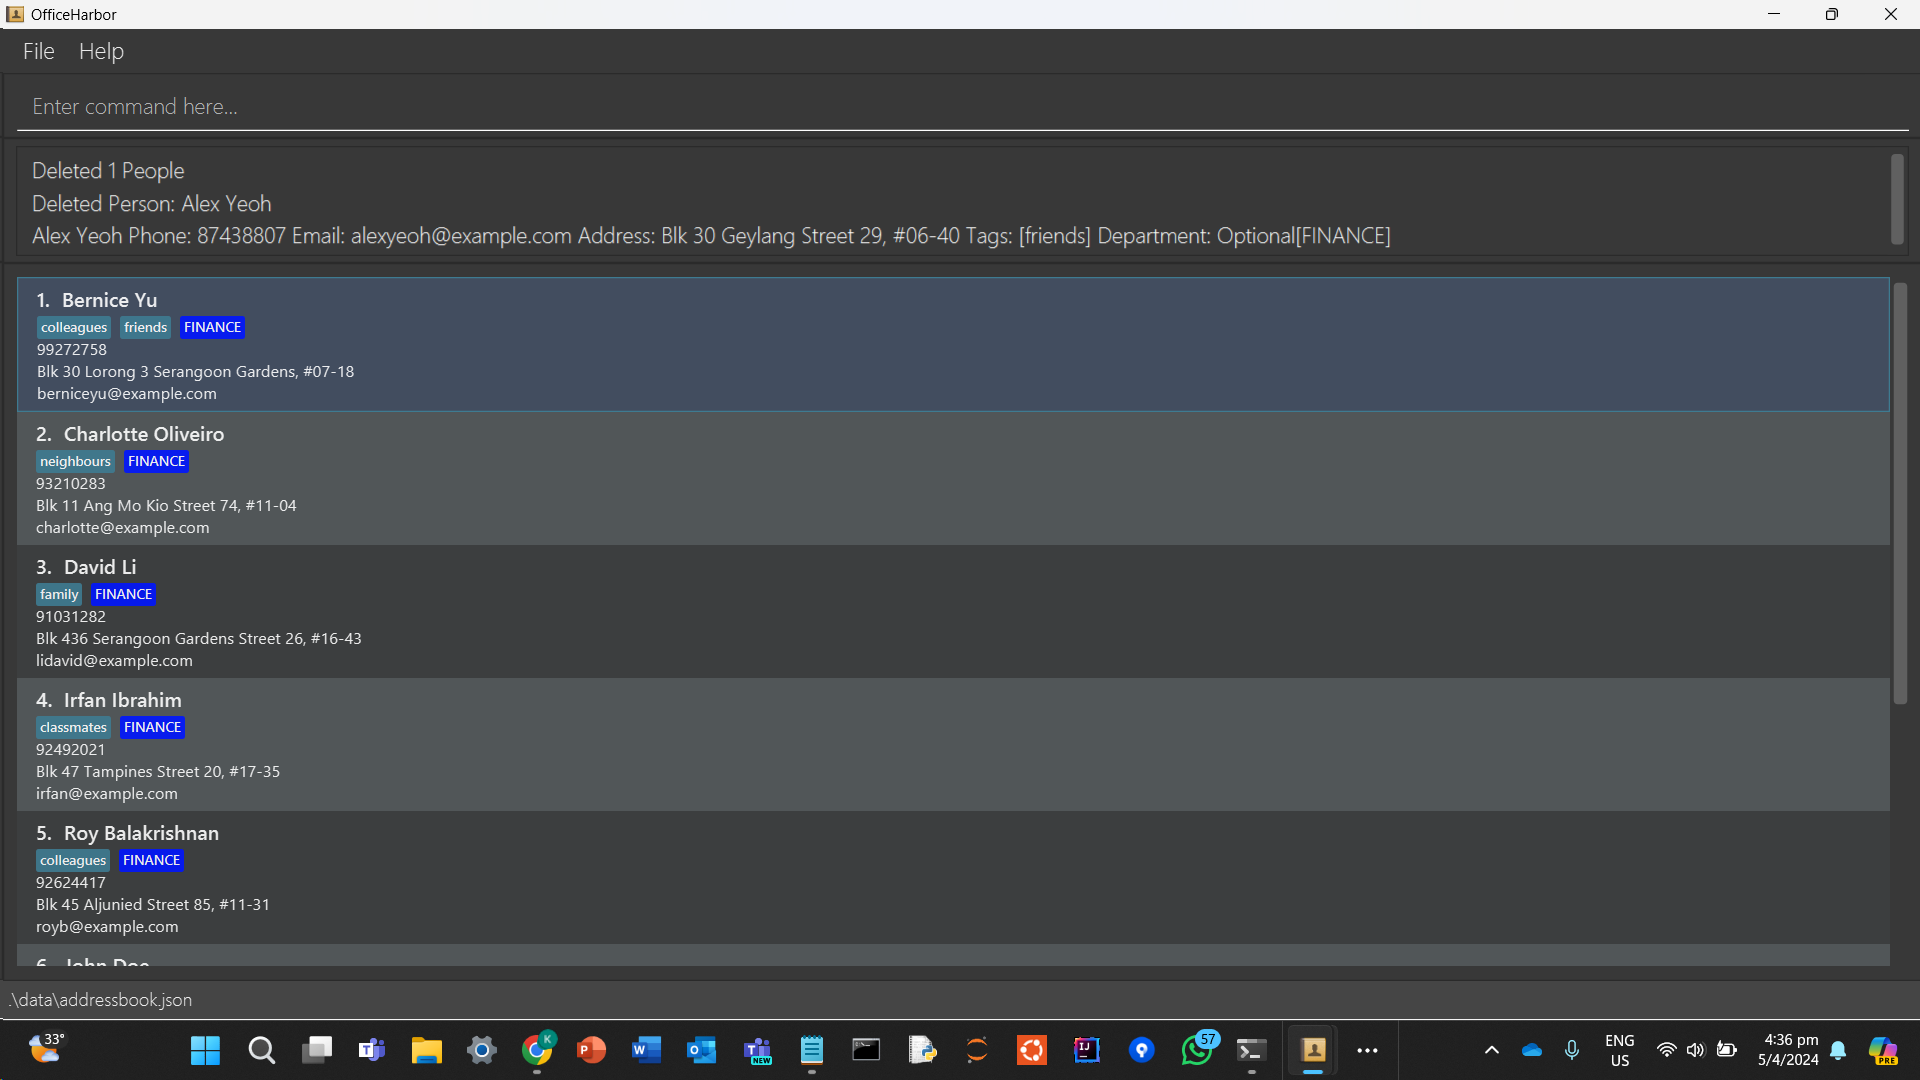 OfficeHarbor
File Help
Enter command here...
Deleted 1 People
Deleted Person: Alex Yeoh
Alex Yeoh Phone: 87438807 Email: alexyeoh@example.com Address: Blk 30 Geylang Street 29, #06-40 Tags: [friends] Department: Optional[FINANCE]
1. Bernice Yu
colleagues friends FINANCE
99272758
Blk 30 Lorong 3 Serangoon Gardens, #07-18
berniceyu@example.com
2. Charlotte Oliveiro
neighbours FINANCE
93210283
Blk 11 Ang Mo Kio Street 74, #11-04
charlotte@example.com
3. David Li
family FINANCE
91031282
Blk 436 Serangoon Gardens Street 26, #16-43
lidavid@example.com
4. Irfan Ibrahim
classmates FINANCE
92492021
Blk 47 Tampines Street 20, #17-35
irfan@example.com
5. Roy Balakrishnan
colleagues FINANCE
92624417
Blk 45 Aljunied Street 85, #11-31
royb@example.com
6. John Doe
.\data\addressbook.json
33°
K
NEW
57
ENG
US
4:36 pm
5/4/2024
PRE